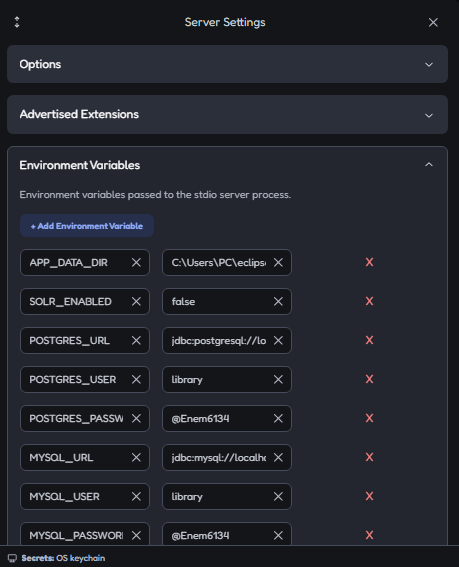 Server Settings
Options
Advertised Extensions
Environment Variables
Environment variables passed to the stdio server process.
+ Add Environment Variable
APP_DATA_DIR C:\Users\PC\eclips
SOLR_ENABLED false
POSTGRES_URL jdbc:postgresql://lo
POSTGRES_USER library
POSTGRES_PASSW @Enem6134
MYSQL_URL jdbc:mysql://localh
MYSQL_USER library
MYSQL_PASSWOR @Enem6134
Secrets: OS keychain